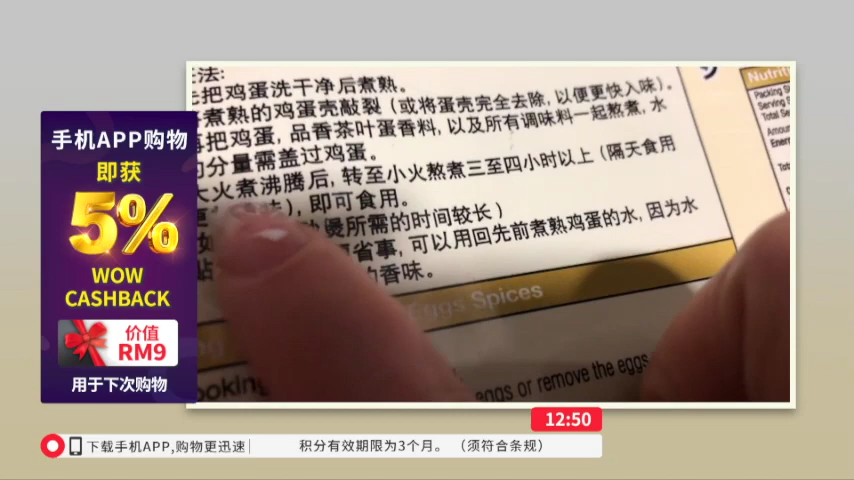 手机APP购物
即获
5%
WOW
CASHBACK
价值
RM9
用于下次购物
法:
把鸡蛋洗干净后煮熟。
煮熟的鸡蛋壳敲裂（或将蛋壳完全去除, 以便更快入味）。
把鸡蛋, 品香茶叶蛋香料, 以及所有调味料一起熬煮, 水
分量需盖过鸡蛋。
大火煮沸腾后, 转至小火熬煮三至四小时以上（隔天食用
更 ）, 即可食用。
所需的时间较长）
省事, 可以用回先前煮熟鸡蛋的水, 因为水
的香味。
Eggs Spices
eggs or remove the eggs
Nutriti
Packing S
Serving S
Total Se
Amou
Ener
12:50
下载手机APP,购物更迅速
积分有效期限为3个月。 （须符合条规）